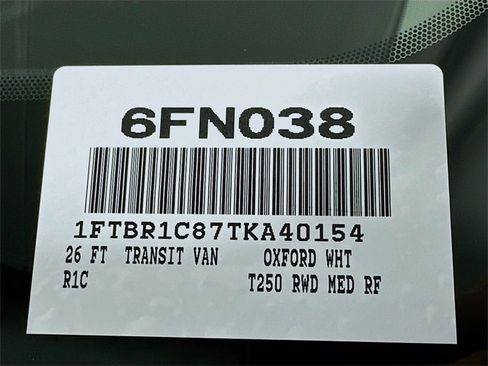 6FN038
1FTBR1C87TKA40154
26 FT TRANSIT VAN OXFORD WHT
R1C T250 RWD MED RF